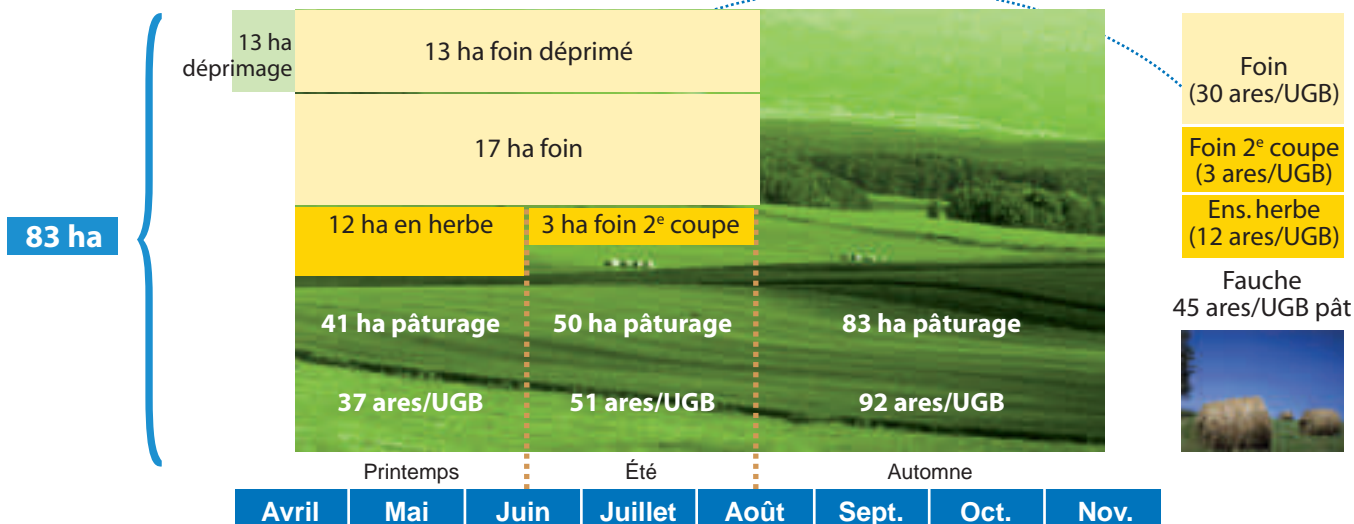 83 ha
13 ha
déprimage
13 ha foin déprimé
17 ha foin
12 ha en herbe
3 ha foin 2e coupe
41 ha pâturage
50 ha pâturage
83 ha pâturage
37 ares/UGB
51 ares/UGB
92 ares/UGB
Printemps
Été
Automne
Avril
Mai
Juin
Juillet
Août
Sept.
Oct.
Nov.
Foin
(30 ares/UGB)
Foin 2e coupe
(3 ares/UGB)
Ens. herbe
(12 ares/UGB)
Fauche
45 ares/UGB pât